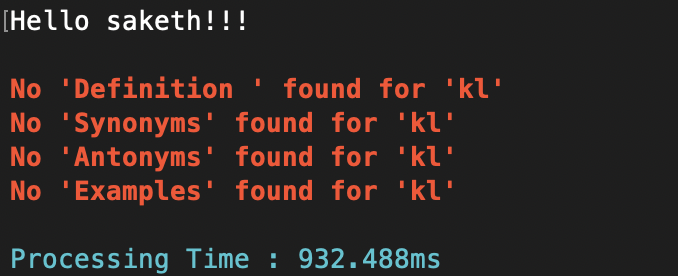 [Hello saketh!!!
No 'Definition ' found for 'kl'
No 'Synonyms' found for 'kl'
No 'Antonyms' found for 'kl'
No 'Examples' found for 'kl'
Processing Time : 932.488ms